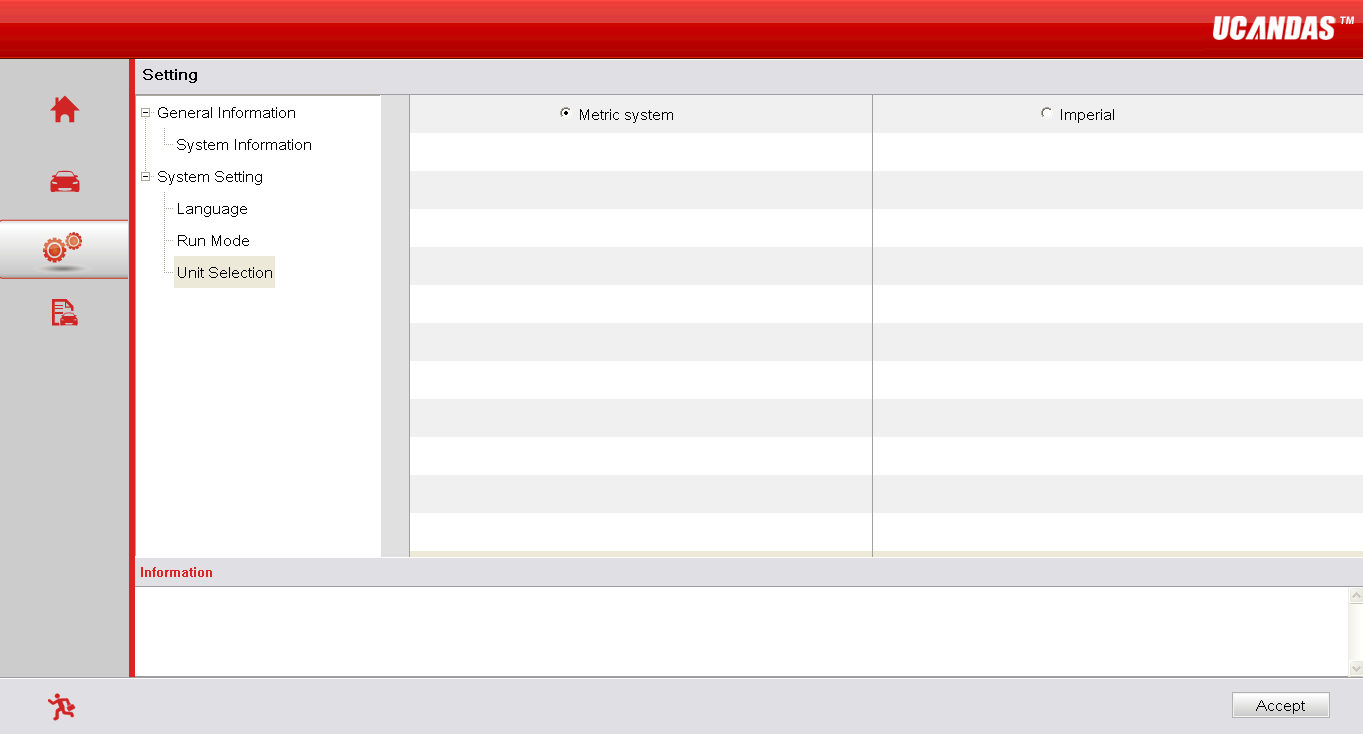 UCANDAS™
Setting
General Information
System Information
System Setting
Language
Run Mode
Unit Selection
Metric system
Imperial
Information
Accept